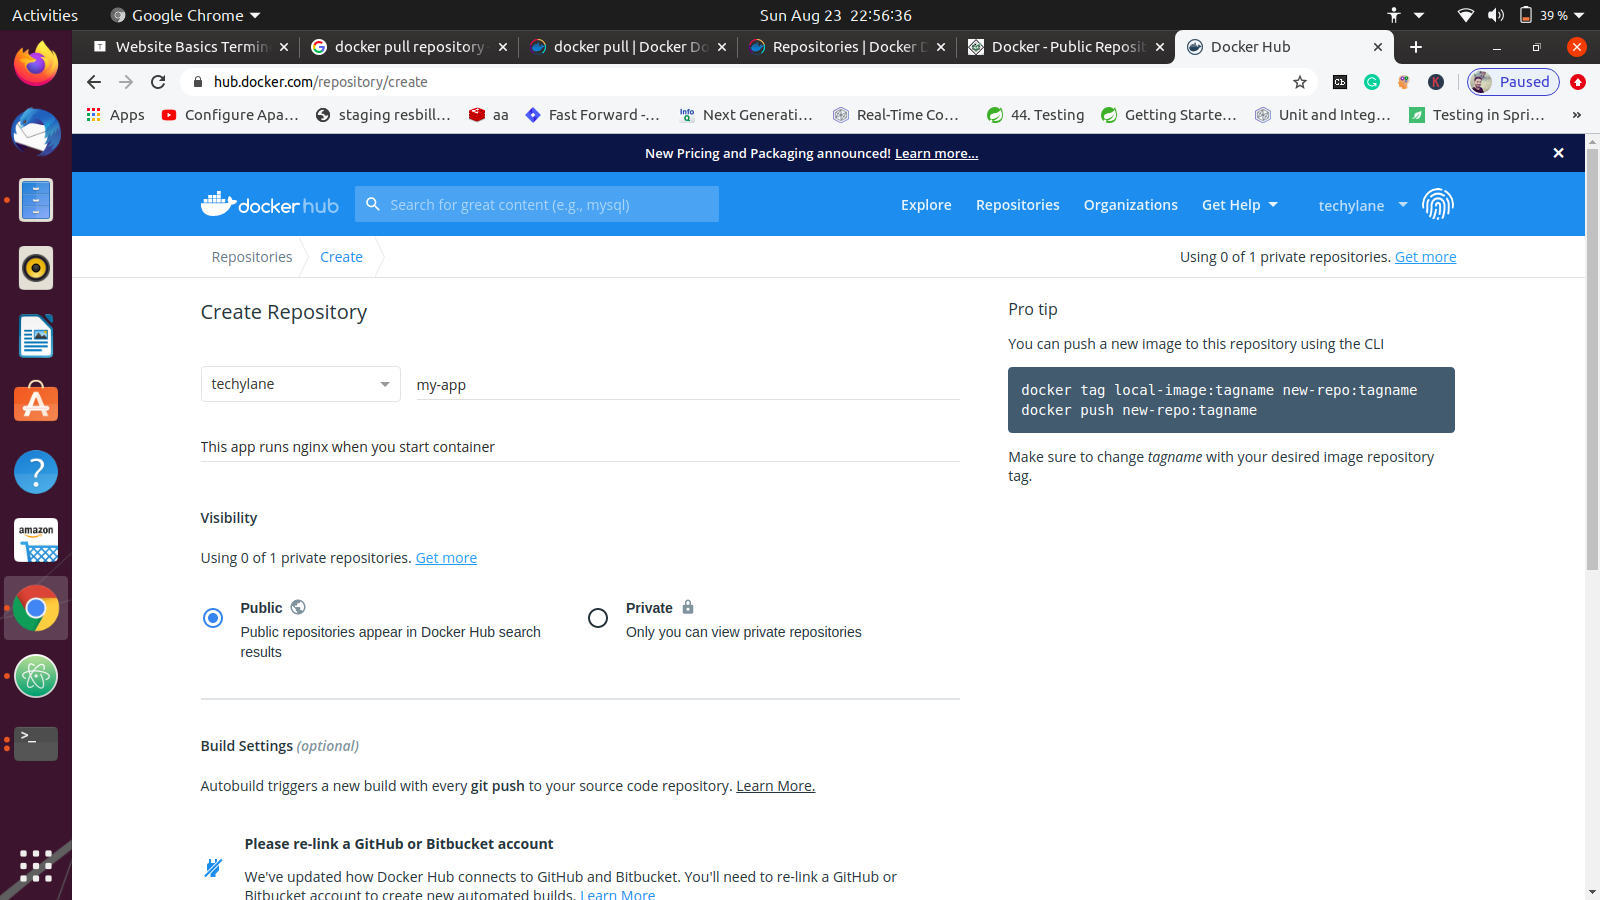 Activities Google Chrome Sun Aug 23 22:56:36 39 %
Website Basics Termin docker pull repository docker pull | Docker Do Repositories | Docker D Docker - Public Reposit Docker Hub
hub.docker.com/repository/create Paused
Apps Configure Apa... staging resbill... aa Fast Forward -... Next Generati... Real-Time Co... 44. Testing Getting Starte... Unit and Integ... Testing in Spri... »
New Pricing and Packaging announced! Learn more...
docker hub Search for great content (e.g., mysql) Explore Repositories Organizations Get Help techylane
Repositories Create Using 0 of 1 private repositories. Get more
Create Repository
techylane my-app
This app runs nginx when you start container
Visibility
Using 0 of 1 private repositories. Get more
Public
Public repositories appear in Docker Hub search
results
Private
Only you can view private repositories
Build Settings (optional)
Autobuild triggers a new build with every git push to your source code repository. Learn More.
Please re-link a GitHub or Bitbucket account
We've updated how Docker Hub connects to GitHub and Bitbucket. You'll need to re-link a GitHub or
Bitbucket account to create new automated builds. Learn More
Pro tip
You can push a new image to this repository using the CLI
docker tag local-image:tagname new-repo:tagname
docker push new-repo:tagname
Make sure to change tagname with your desired image repository
tag.
amazon